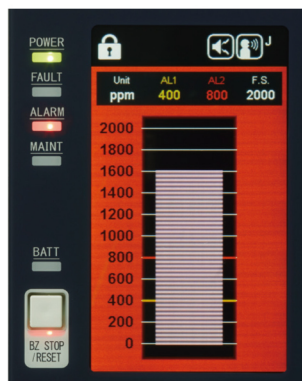 POWER
FAULT
ALARM
MAINT
BATT
BZ STOP
/RESET
J
Unit AL1 AL2 F.S.
ppm 400 800 2000
2000
1800
1600
1400
1200
1000
800
600
400
200
0